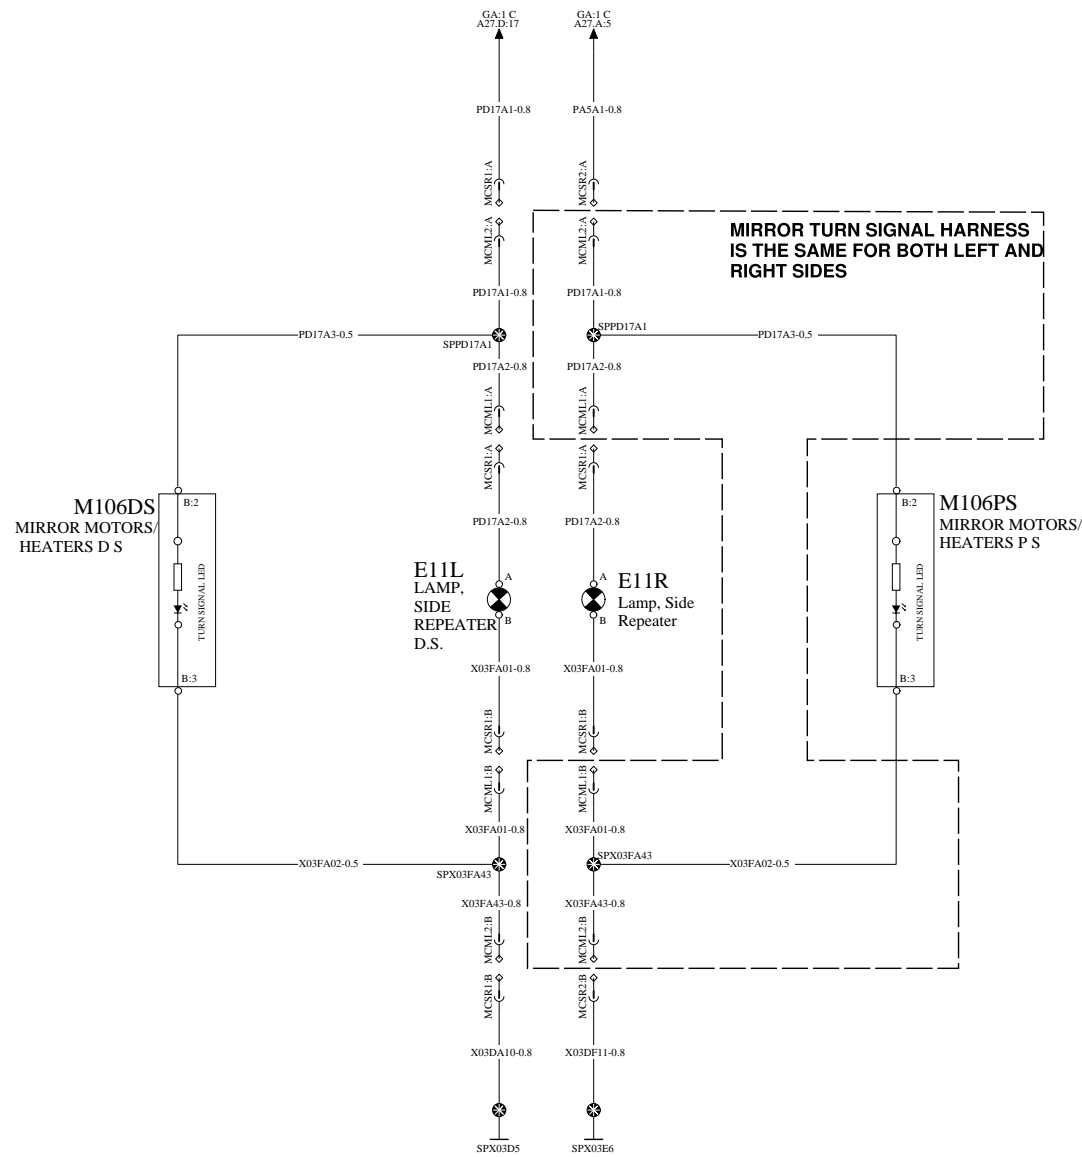 GA:1 C
A27.D:17
GA:1 C
A27.A:5
PD17A1-0.8
PA5A1-0.8
MCSR1:A
MCSR2:A
MCML2:A
MCML2:A
MIRROR TURN SIGNAL HARNESS
IS THE SAME FOR BOTH LEFT AND
RIGHT SIDES
PD17A1-0.8
PD17A1-0.8
PD17A3-0.5
SPPD17A1
SPPD17A1
PD17A3-0.5
PD17A2-0.8
PD17A2-0.8
MCML1:A
MCML1:A
MCSR1:A
MCSR1:A
M106DS
MIRROR MOTORS/
HEATERS D S
B:2
TURN SIGNAL LED
B:3
PD17A2-0.8
PD17A2-0.8
M106PS
MIRROR MOTORS/
HEATERS P S
B:2
TURN SIGNAL LED
B:3
E11L
LAMP,
SIDE
REPEATER
D.S.
A
B
E11R
Lamp, Side
Repeater
A
B
X03FA01-0.8
X03FA01-0.8
MCSR1:B
MCSR1:B
MCML1:B
MCML1:B
X03FA01-0.8
X03FA01-0.8
X03FA02-0.5
SPX03FA43
SPX03FA43
X03FA02-0.5
X03FA43-0.8
X03FA43-0.8
MCML2:B
MCML2:B
MCSR1:B
MCSR2:B
X03DA10-0.8
X03DF11-0.8
SPX03D5
SPX03E6